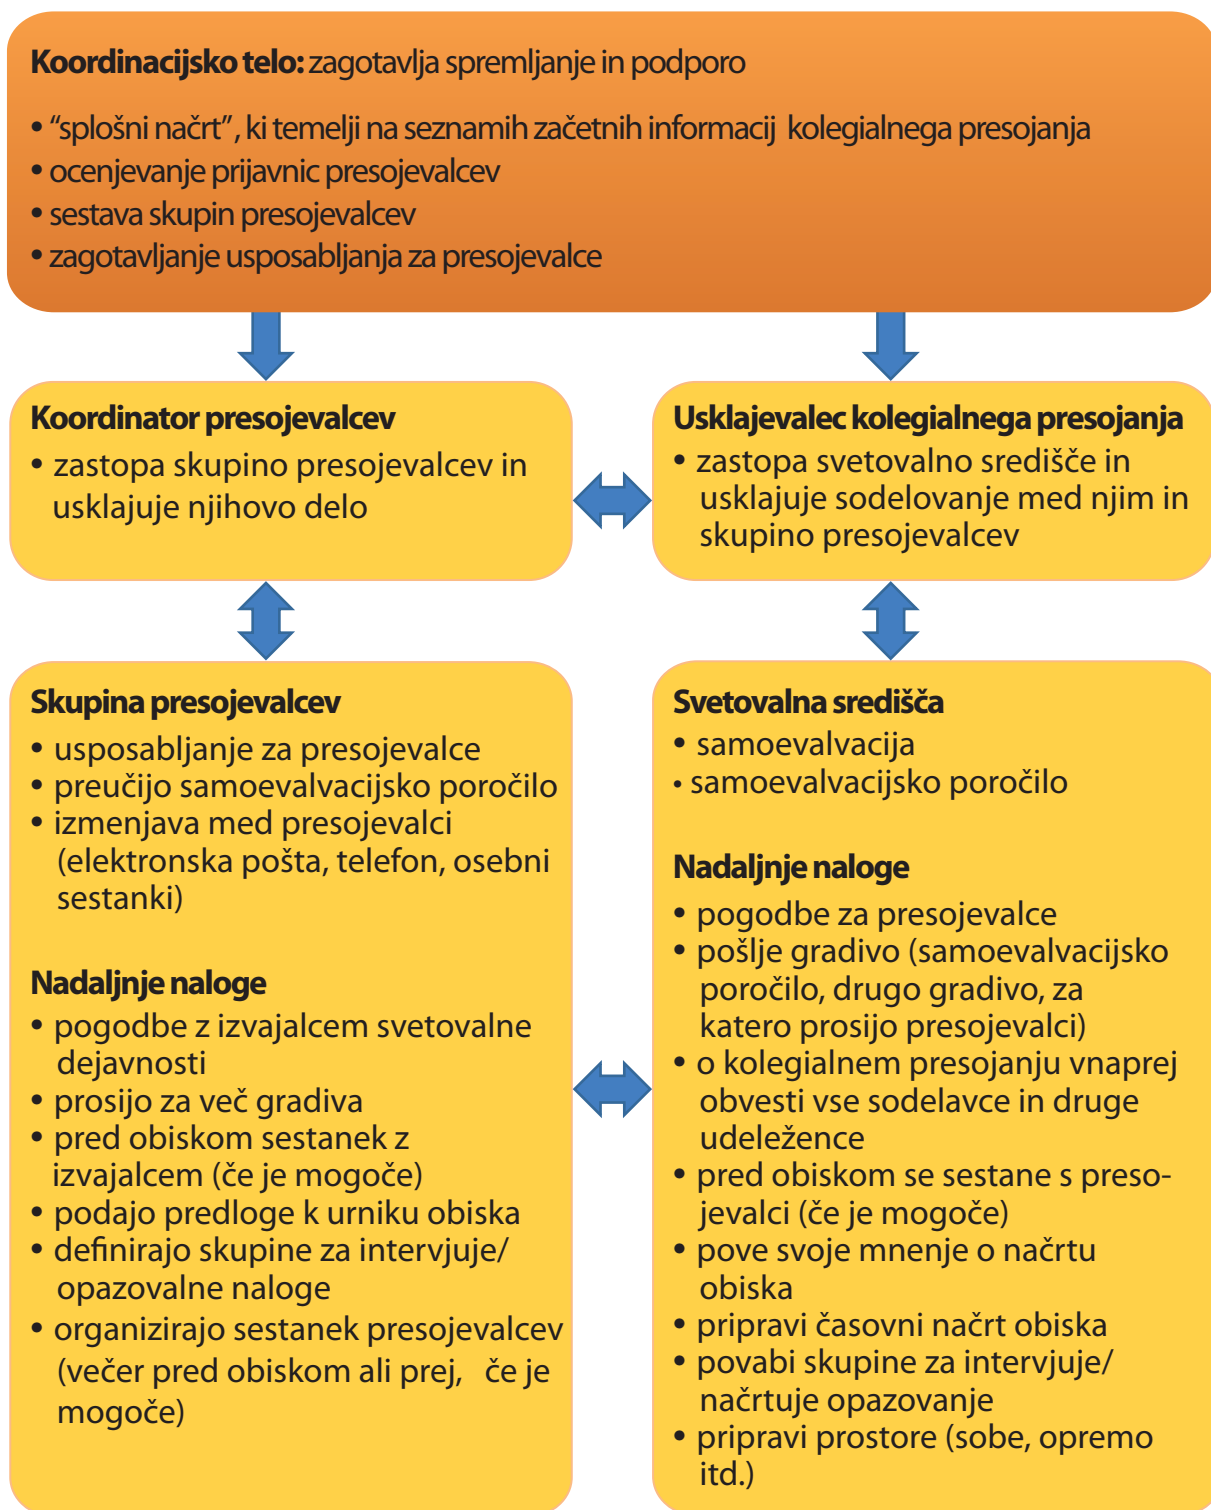 Koordinacijsko telo: zagotavlja spremljanje in podporo
• “splošni načrt”, ki temelji na seznamih začetnih informacij kolegialnega presojanja
• ocenjevanje prijavnic presojevalcev
• sestava skupin presojevalcev
• zagotavljanje usposabljanja za presojevalce
Koordinator presojevalcev
• zastopa skupino presojevalcev in
usklajuje njihovo delo
Usklajevalec kolegialnega presojanja
• zastopa svetovalno središče in
usklajuje sodelovanje med njim in
skupino presojevalcev
Skupina presojevalcev
• usposabljanje za presojevalce
• preučijo samoevalvacijsko poročilo
• izmenjava med presojevalci
(elektronska pošta, telefon, osebni
sestanki)
Nadaljnje naloge
• pogodbe z izvajalcem svetovalne
dejavnosti
• prosijo za več gradiva
• pred obiskom sestanek z
izvajalcem (če je mogoče)
• podajo predloge k urniku obiska
• definirajo skupine za intervjuje/
opazovalne naloge
• organizirajo sestanek presojevalcev
(večer pred obiskom ali prej, če je
mogoče)
Svetovalna središča
• samoevalvacija
• samoevalvacijsko poročilo
Nadaljnje naloge
• pogodbe za presojevalce
• pošlje gradivo (samoevalvacijsko
poročilo, drugo gradivo, za
katero prosijo presojevalci)
• o kolegialnem presojanju vnaprej
obvesti vse sodelavce in druge
udeležence
• pred obiskom se sestane s preso-
jevalci (če je mogoče)
• pove svoje mnenje o načrtu
obiska
• pripravi časovni načrt obiska
• povabi skupine za intervjuje/
načrtuje opazovanje
• pripravi prostore (sobe, opremo
itd.)